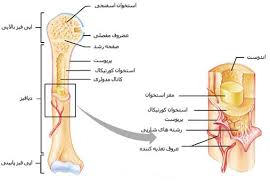 استخوان اسفنجی
اپی فیز بالایی
غضروف مفصلی
صفحه رشد
پریوست
استخوان کورتیکال
کانال مدولاری
دیافیز
اپی فیز پایینی
اندوست
مغز استخوان
استخوان کورتیکال
پریوست
رشته های شارپی
عروق تغذیه کننده